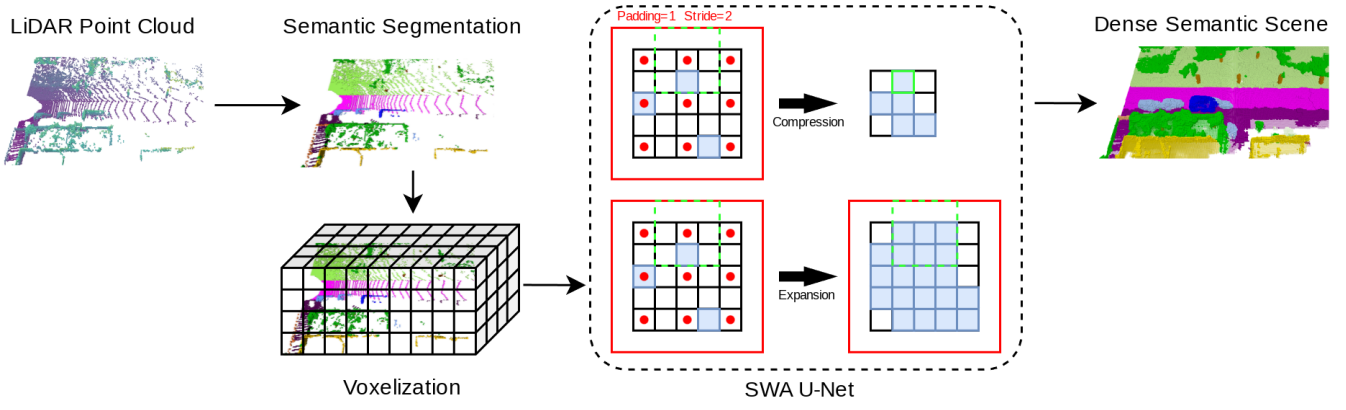 LiDAR Point Cloud
Semantic Segmentation
Padding=1 Stride=2
Dense Semantic Scene
Compression
Expansion
Voxelization
SWA U-Net